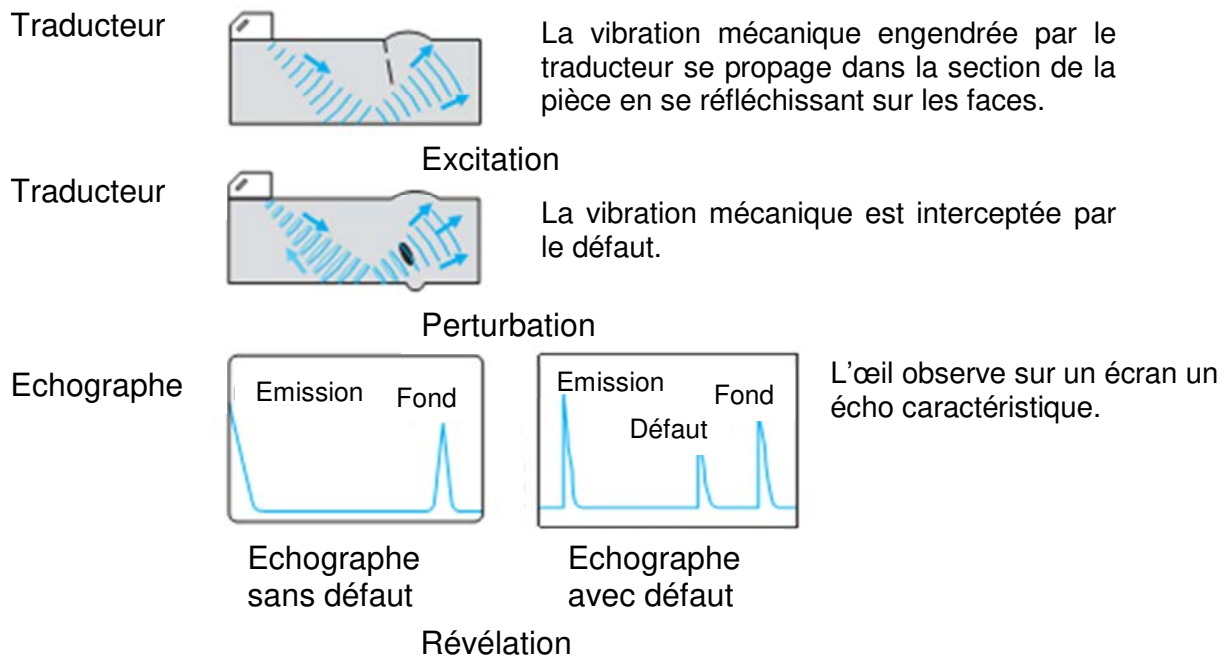 Traducteur
La vibration mécanique engendrée par le
traducteur se propage dans la section de la
pièce en se réfléchissant sur les faces.
Excitation
Traducteur
La vibration mécanique est interceptée par
le défaut.
Perturbation
Echographe
Emission
Fond
Emission
Défaut
Fond
L'œil observe sur un écran un
écho caractéristique.
Echographe
sans défaut
Echographe
avec défaut
Révélation